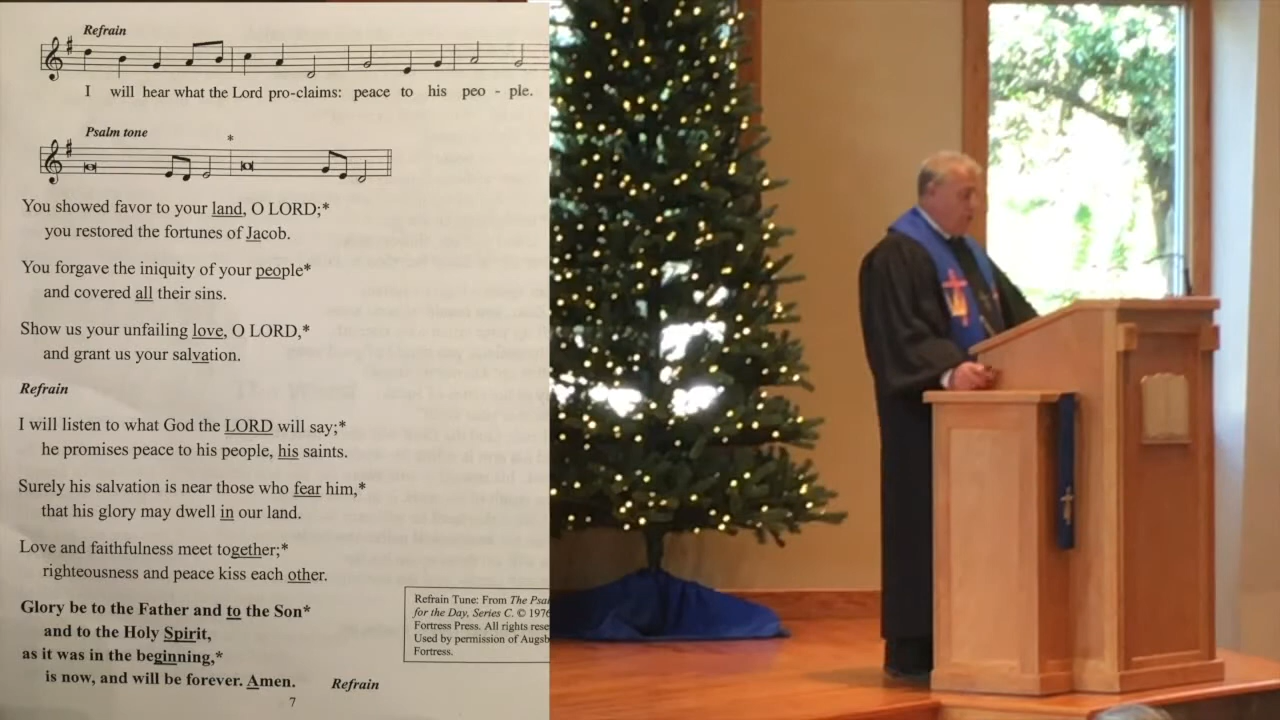 Refrain
I will hear what the Lord pro-claims: peace to his peo - ple.
Psalm tone
*
You showed favor to your land, O LORD;*
you restored the fortunes of Jacob.
You forgave the iniquity of your people*
and covered all their sins.
Show us your unfailing love, O LORD,*
and grant us your salvation.
Refrain
I will listen to what God the LORD will say;*
he promises peace to his people, his saints.
Surely his salvation is near those who fear him,*
that his glory may dwell in our land.
Love and faithfulness meet together;*
righteousness and peace kiss each other.
Glory be to the Father and to the Son*
and to the Holy Spirit,
as it was in the beginning,*
is now, and will be forever. Amen. Refrain
Refrain Tune: From The Psal
for the Day, Series C. © 1976
Fortress Press. All rights rese
Used by permission of Augsb
Fortress.
7